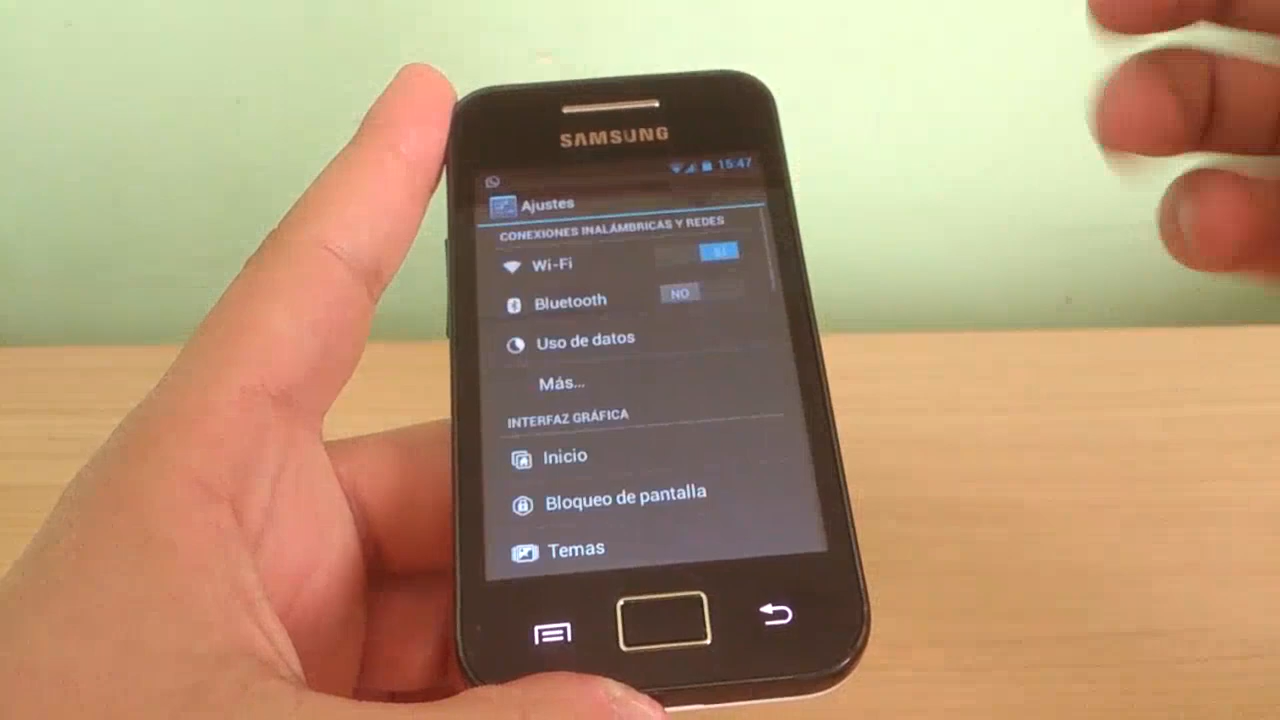 SAMSUNG
15:47
Ajustes
CONEXIONES INALÁMBRICAS Y REDES
Wi-Fi SÍ
Bluetooth NO
Uso de datos
Más...
INTERFAZ GRÁFICA
Inicio
Bloqueo de pantalla
Temas